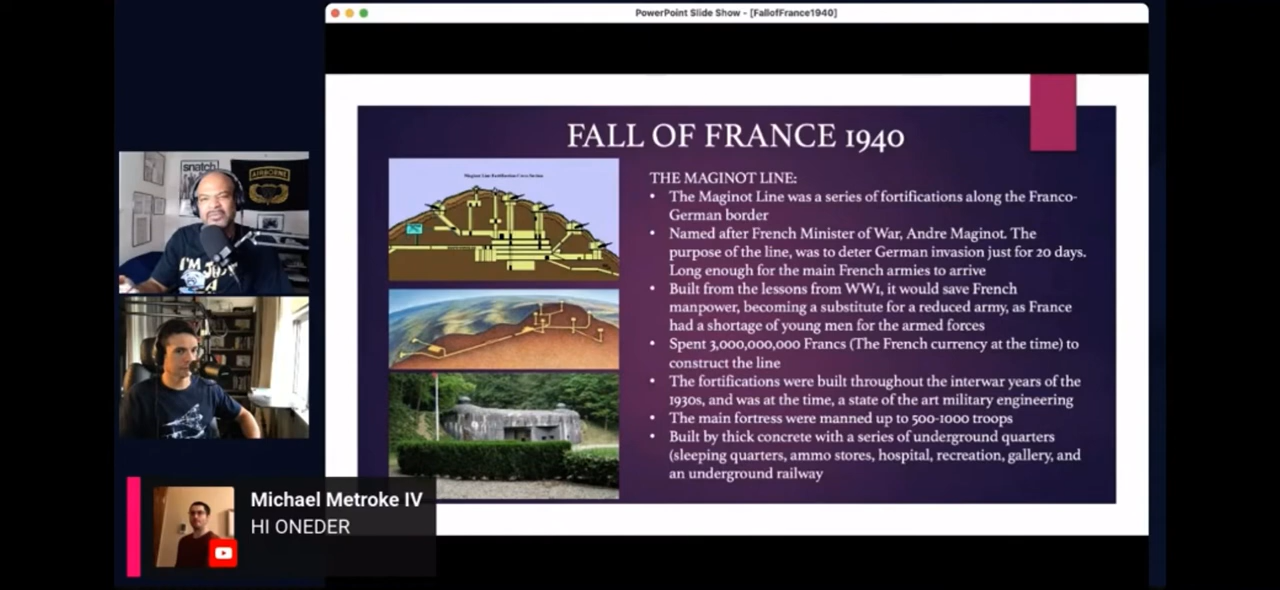 PowerPoint Slide Show - [FallofFrance1940]
FALL OF FRANCE 1940
Maginot Line Fortification Cross Section
THE MAGINOT LINE:
• The Maginot Line was a series of fortifications along the Franco-
German border
• Named after French Minister of War, Andre Maginot. The
purpose of the line, was to deter German invasion just for 20 days.
Long enough for the main French armies to arrive
• Built from the lessons from WW1, it would save French
manpower, becoming a substitute for a reduced army, as France
had a shortage of young men for the armed forces
• Spent 3,000,000,000 Francs (The French currency at the time) to
construct the line
• The fortifications were built throughout the interwar years of the
1930s, and was at the time, a state of the art military engineering
• The main fortress were manned up to 500-1000 troops
• Built by thick concrete with a series of underground quarters
(sleeping quarters, ammo stores, hospital, recreation, gallery, and
an underground railway
snatch
AIRBORNE
I'M
Michael Metroke IV
HI ONEDER